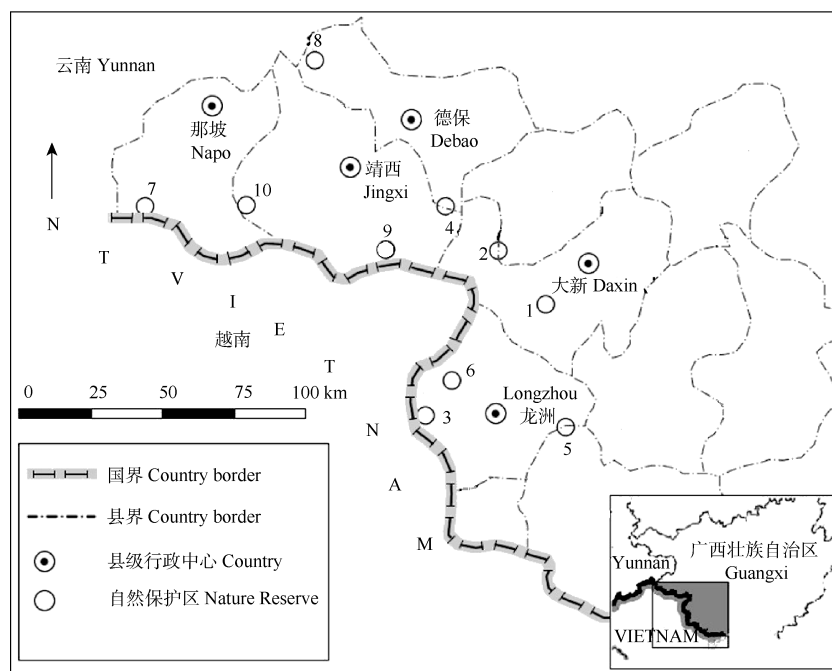 8
云南 Yunnan
那坡
Napo
德保
Debao
靖西
Jingxi
7
10
4
N
9
2
T
V
I
E
T
N
A
M
越南
大新 Daxin
1
6
Longzhou
龙洲
3
5
0 25 50 75 100 km
国界 Country border
县界 Country border
县级行政中心 Country
自然保护区 Nature Reserve
Yunnan
广西壮族自治区
Guangxi
VIETNAM